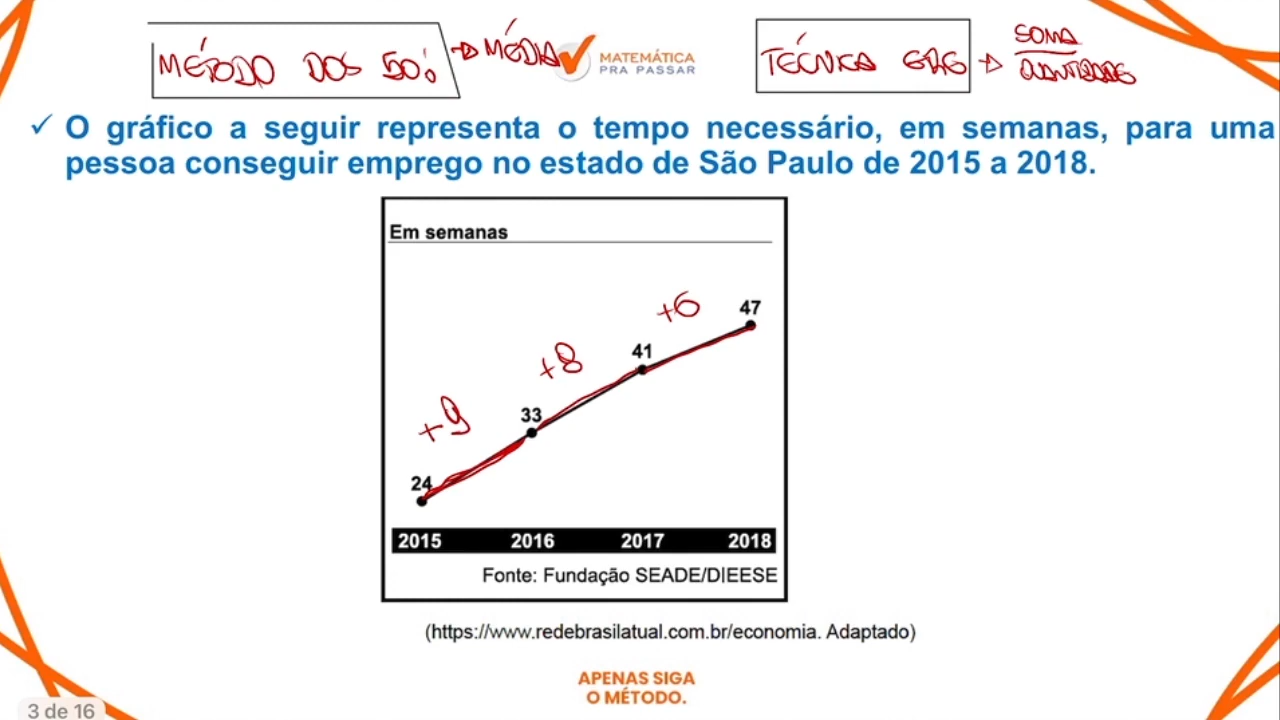 MÉTODO DOS 50%
→ MÉDIA
MATEMÁTICA
PRA PASSAR
TÉCNICA
SOMA
✓ O gráfico a seguir representa o tempo necessário, em semanas, para uma
pessoa conseguir emprego no estado de São Paulo de 2015 a 2018.
Em semanas
+6
47
+8
41
+9
33
24
2015 2016 2017 2018
Fonte: Fundação SEADE/DIEESE
(https://www.redebrasilatual.com.br/economia. Adaptado)
APENAS SIGA
O MÉTODO.
3 de 16